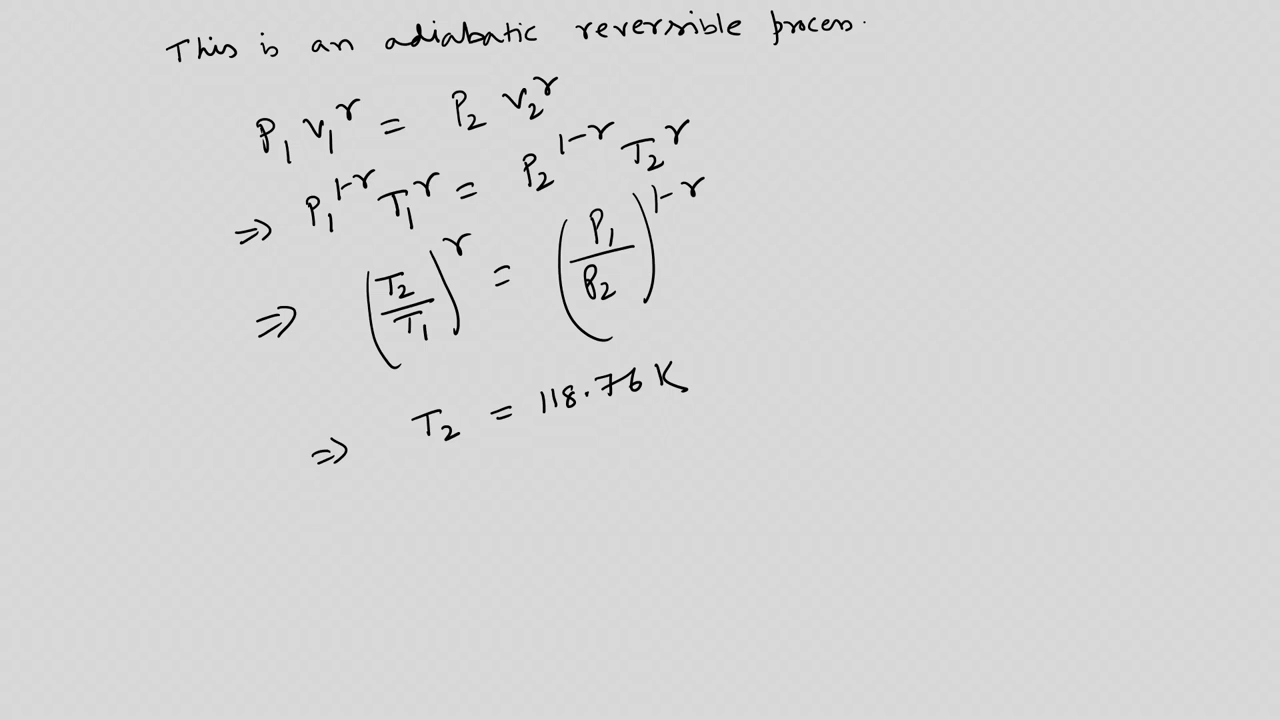 This is an adiabatic reversible process.
P₁ V₁^γ = P₂ V₂^γ
⇒ P₁^{1-γ} T₁^γ = P₂^{1-γ} T₂^γ
⇒ (T₂/T₁)^γ = (P₁/P₂)^{1-γ}
⇒ T₂ = 118.76 K